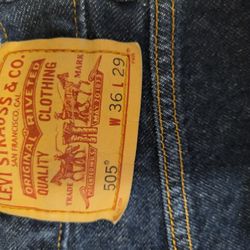 LEVI STRAUSS & CO.
SAN FRANCISCO, CAL.
ORIGINAL RIVETED
QUALITY CLOTHING
TRADE MARK
505®
W 36 L 29